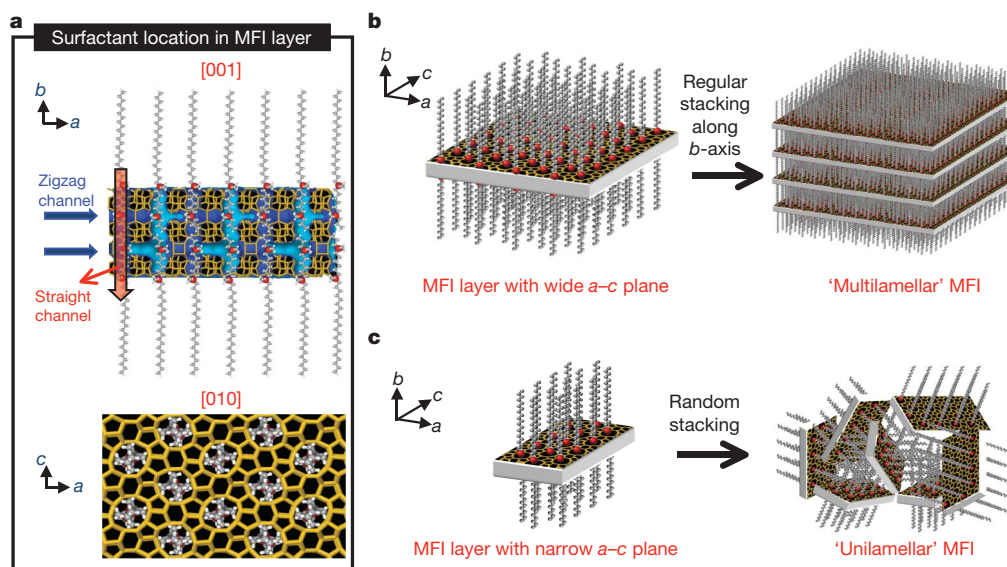 a
Surfactant location in MFI layer
[001]
b
a
Zigzag
channel
Straight
channel
[010]
c
a
b
b
c
a
MFI layer with wide a–c plane
Regular
stacking
along
b-axis
‘Multilamellar’ MFI
c
b
c
a
MFI layer with narrow a–c plane
Random
stacking
‘Unilamellar’ MFI